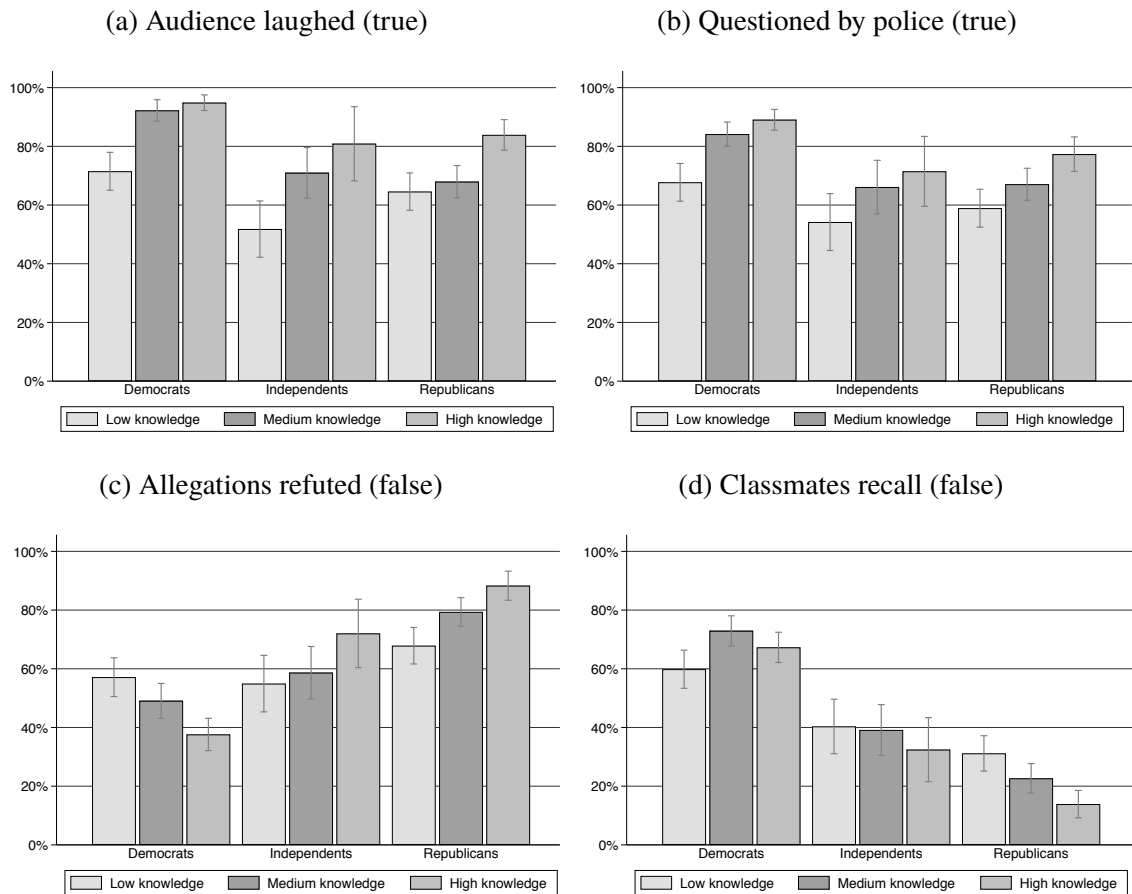 (a) Audience laughed (true)
100%
80%
60%
40%
20%
0%
Democrats Independents Republicans
Low knowledge Medium knowledge High knowledge
(b) Questioned by police (true)
100%
80%
60%
40%
20%
0%
Democrats Independents Republicans
Low knowledge Medium knowledge High knowledge
(c) Allegations refuted (false)
100%
80%
60%
40%
20%
0%
Democrats Independents Republicans
Low knowledge Medium knowledge High knowledge
(d) Classmates recall (false)
100%
80%
60%
40%
20%
0%
Democrats Independents Republicans
Low knowledge Medium knowledge High knowledge